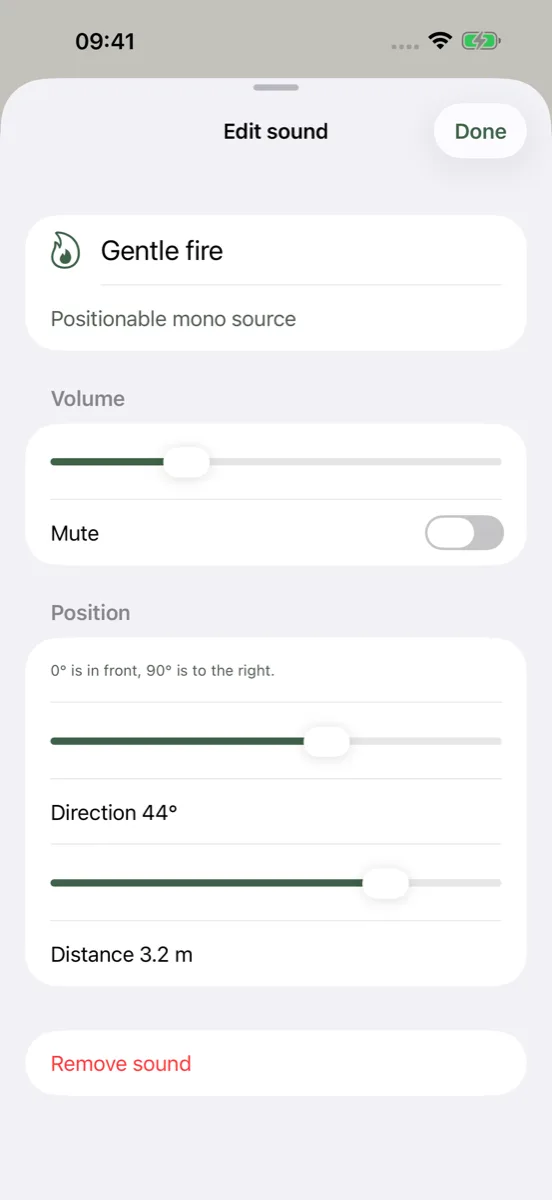 09:41
Edit sound
Done
Gentle fire
Positionable mono source
Volume
Mute
Position
0° is in front, 90° is to the right.
Direction 44°
Distance 3.2 m
Remove sound